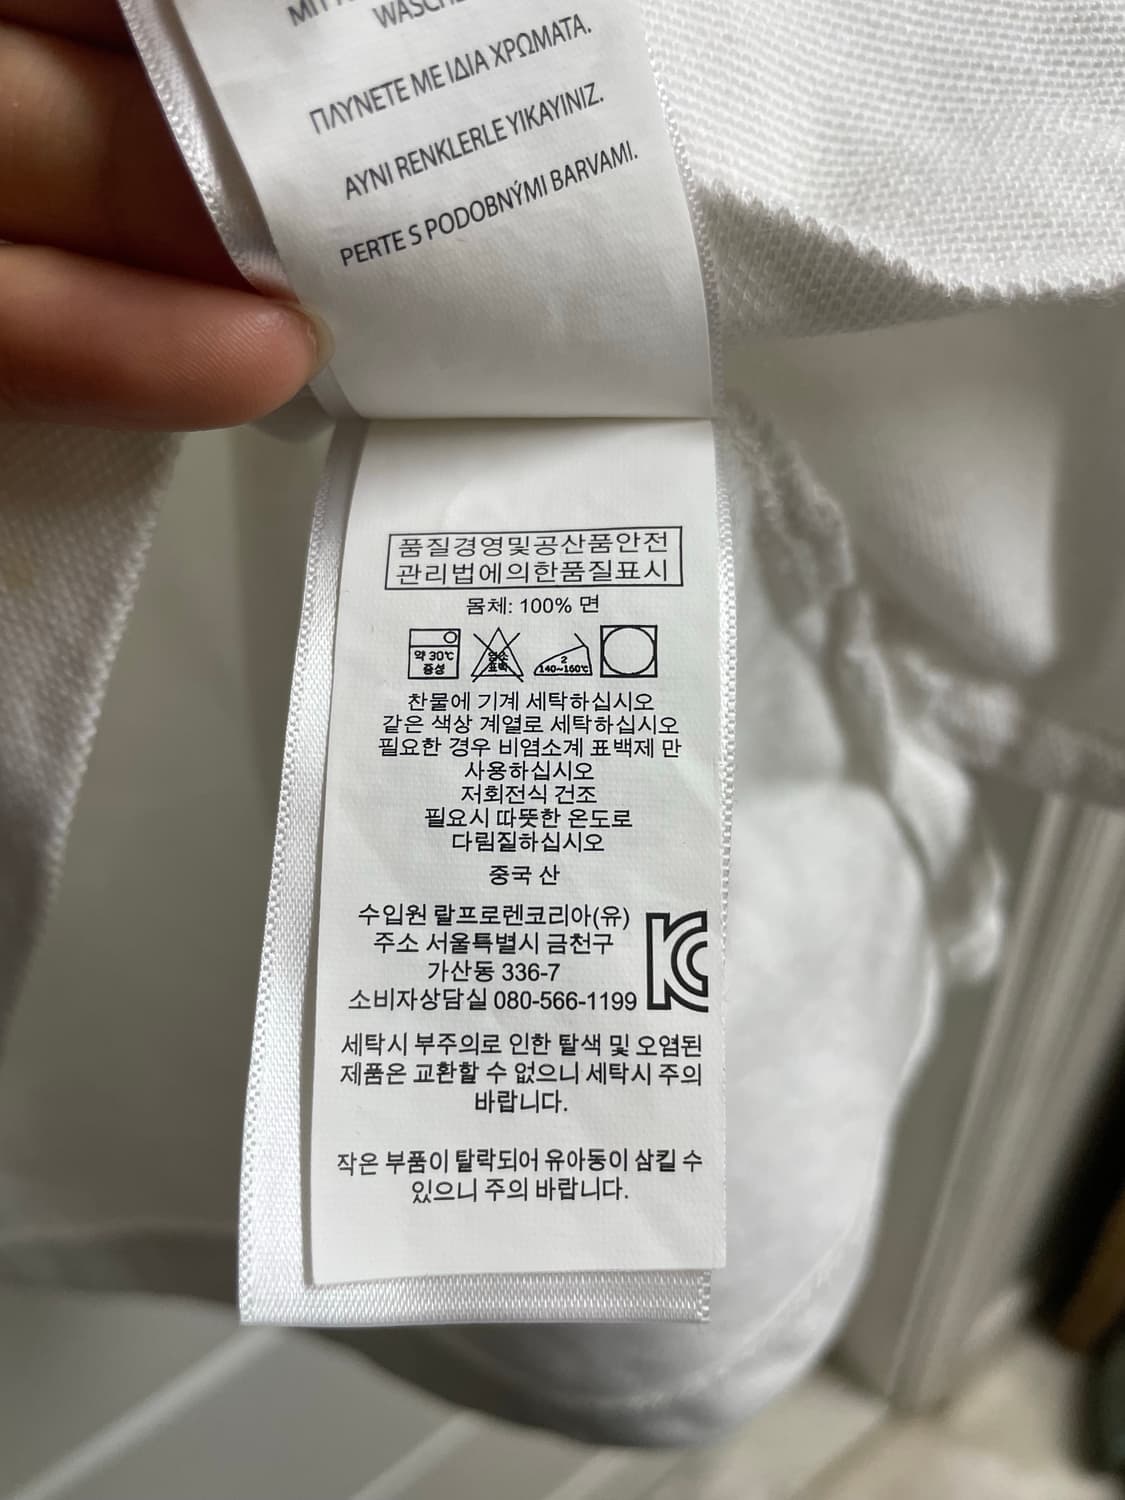 WASCHE
ΠΛΥΝΕΤΕ ΜΕ ΙΔΙΑ ΧΡΩΜΑΤΑ.
AYNI RENKLERLE YIKAYINIZ.
PERTE S PODOBNÝMI BARVAMI.
품질경영및공산품안전
관리법에의한품질표시
몸체: 100% 면
약 30℃
중성
염소
표백
2
140~160℃
찬물에 기계 세탁하십시오
같은 색상 계열로 세탁하십시오
필요한 경우 비염소계 표백제 만
사용하십시오
저회전식 건조
필요시 따뜻한 온도로
다림질하십시오
중국 산
수입원 랄프로렌코리아(유)
주소 서울특별시 금천구
가산동 336-7
소비자상담실 080-566-1199
세탁시 부주의로 인한 탈색 및 오염된
제품은 교환할 수 없으니 세탁시 주의
바랍니다.
작은 부품이 탈락되어 유아동이 삼킬 수
있으니 주의 바랍니다.